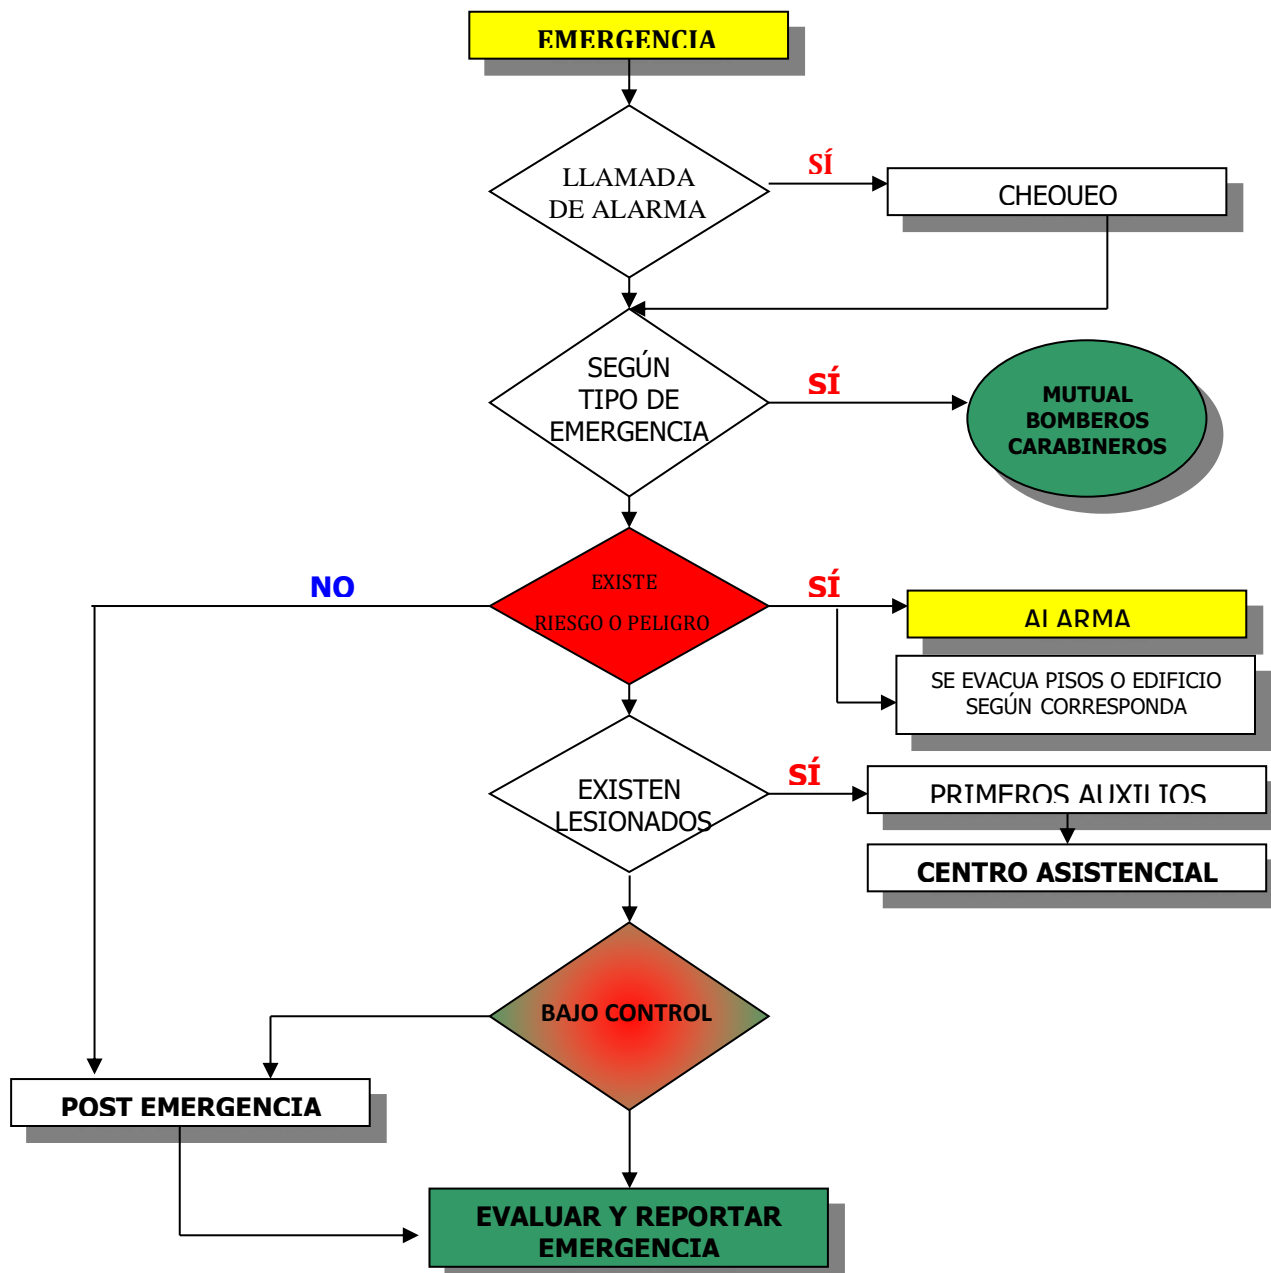 EMERGENCIA
LLAMADA
DE ALARMA
SÍ
CHEQUEO
SEGÚN
TIPO DE
EMERGENCIA
SÍ
MUTUAL
BOMBEROS
CARABINEROS
NO
EXISTE
RIESGO O PELIGRO
SÍ
ALARMA
SE EVACUA PISOS O EDIFICIO
SEGÚN CORRESPONDA
EXISTEN
LESIONADOS
SÍ
PRIMEROS AUXILIOS
CENTRO ASISTENCIAL
BAJO CONTROL
POST EMERGENCIA
EVALUAR Y REPORTAR
EMERGENCIA